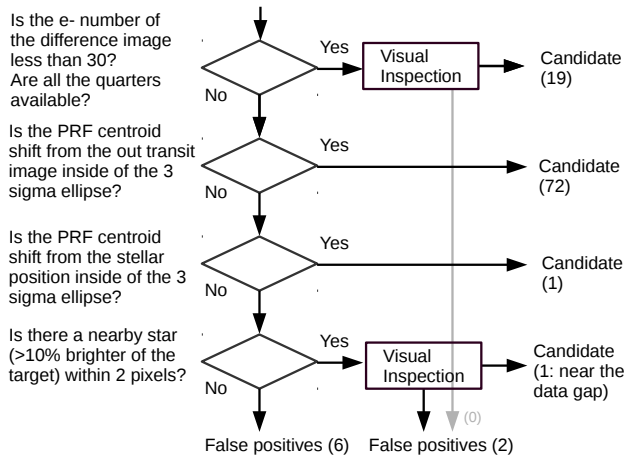 Is the e- number of
the difference image
less than 30?
Are all the quarters
available?
Yes
Visual
Inspection
Candidate
(19)
No
Is the PRF centroid
shift from the out transit
image inside of the 3
sigma ellipse?
Yes
Candidate
(72)
No
Is the PRF centroid
shift from the stellar
position inside of the 3
sigma ellipse?
Yes
Candidate
(1)
No
Is there a nearby star
(>10% brighter of the
target) within 2 pixels?
Yes
Visual
Inspection
Candidate
(1: near the
data gap)
No
(0)
False positives (6)
False positives (2)